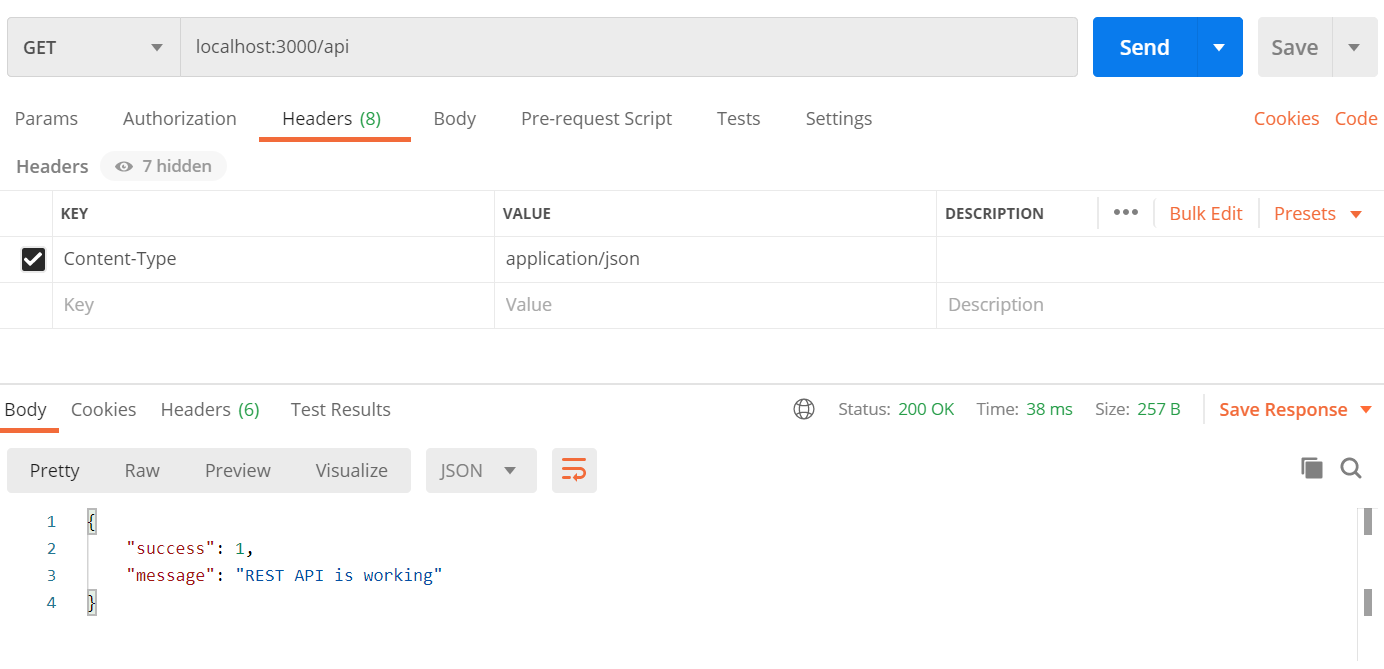 GET localhost:3000/api Send Save
Params Authorization Headers (8) Body Pre-request Script Tests Settings Cookies Code
Headers 7 hidden
KEY VALUE DESCRIPTION ••• Bulk Edit Presets
Content-Type application/json
Key Value Description
Body Cookies Headers (6) Test Results Status: 200 OK Time: 38 ms Size: 257 B Save Response
Pretty Raw Preview Visualize JSON
1 {
2 "success": 1,
3 "message": "REST API is working"
4 }